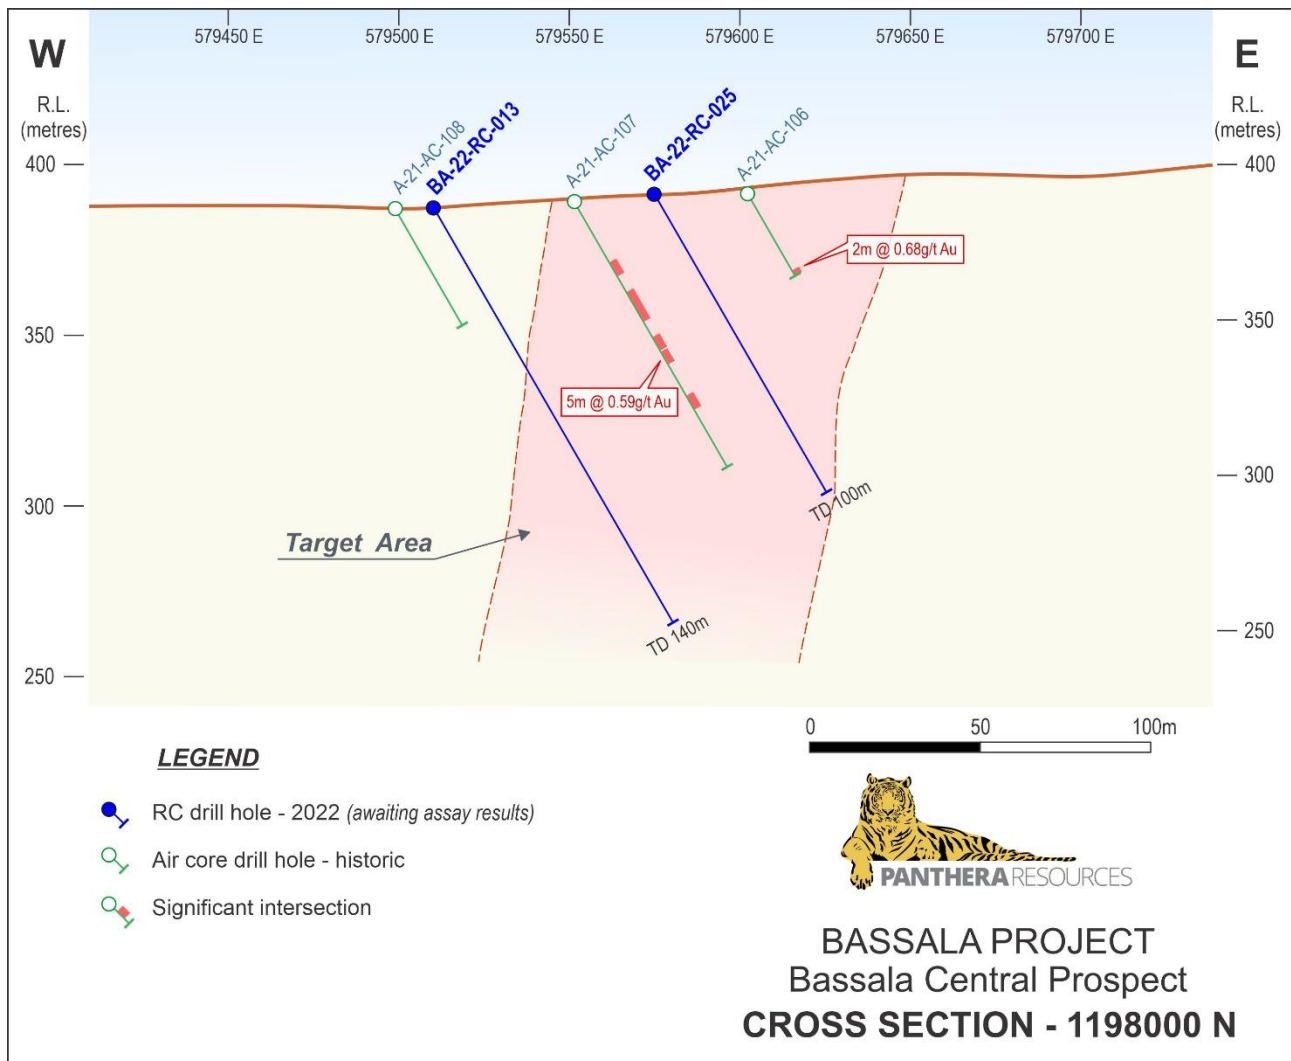 579450 E
579500 E
579550 E
579600 E
579650 E
579700 E
W
E
R.L.
(metres)
R.L.
(metres)
400
350
300
250
400
350
300
250
A-21-AC-108
BA-22-RC-013
A-21-AC-107
BA-22-RC-025
A-21-AC-106
2m @ 0.68g/t Au
5m @ 0.59g/t Au
TD 100m
Target Area
TD 140m
0
50
100m
LEGEND
RC drill hole - 2022 (awaiting assay results)
Air core drill hole - historic
Significant intersection
PANTHERA RESOURCES
BASSALA PROJECT
Bassala Central Prospect
CROSS SECTION - 1198000 N